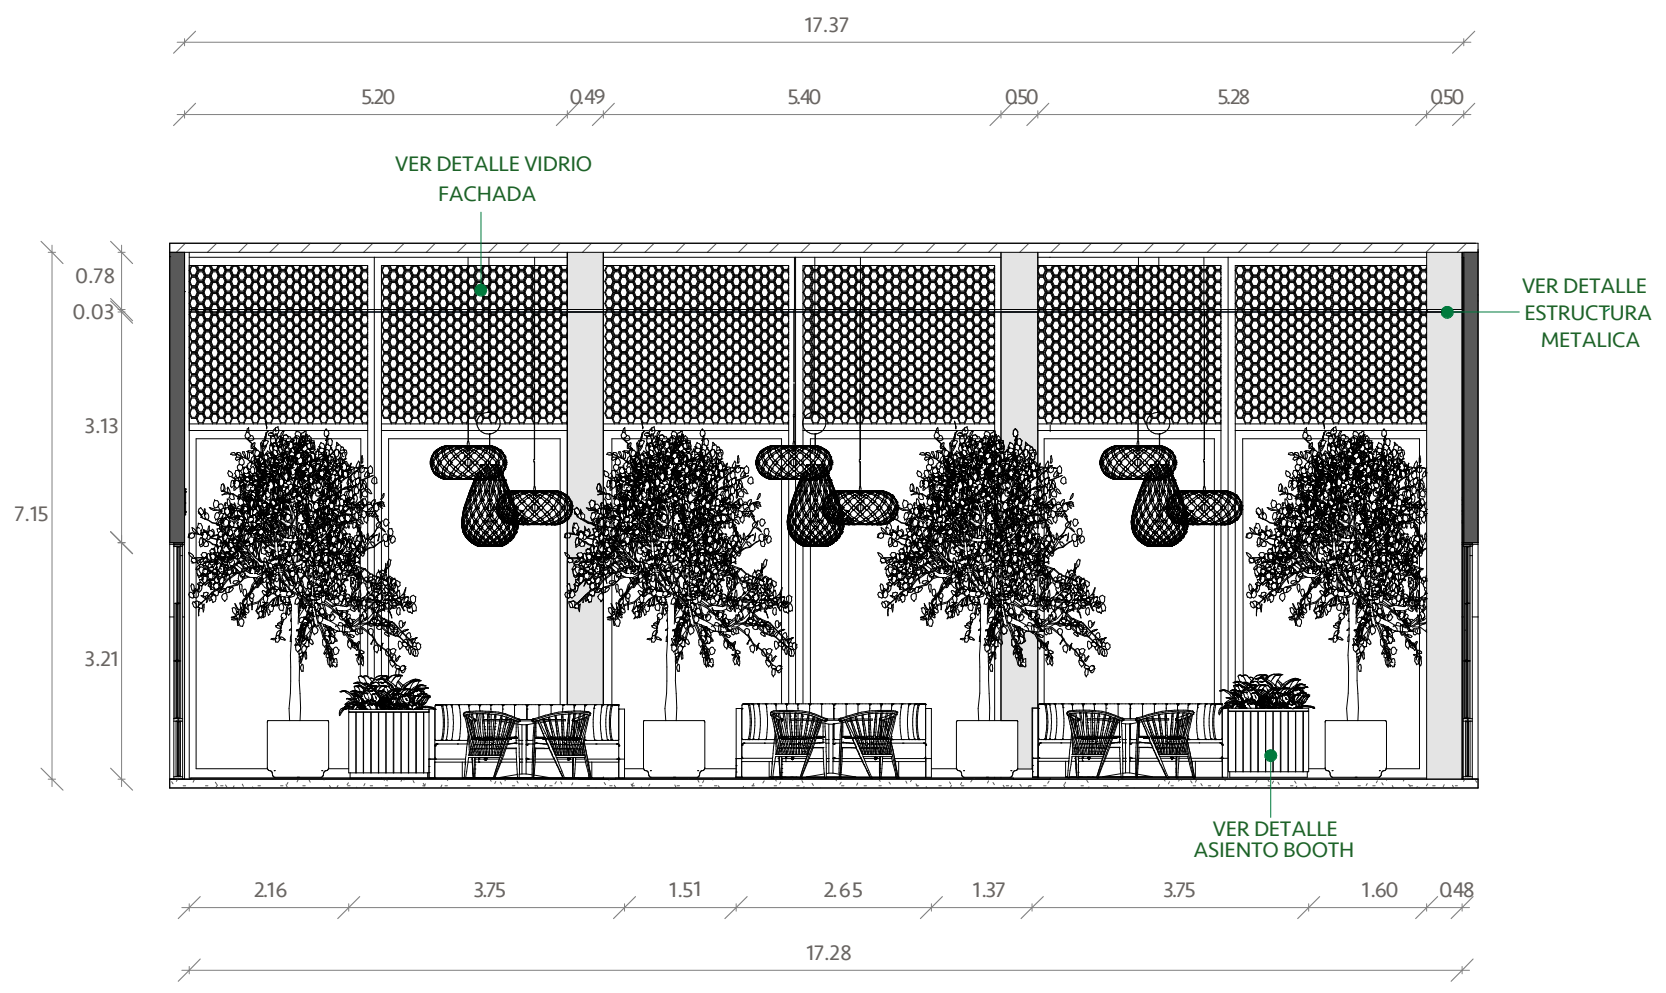 17.37
5.20 0.49 5.40 0.50 5.28 0.50
VER DETALLE VIDRIO
FACHADA
0.78
0.03
3.13
7.15
3.21
VER DETALLE
ESTRUCTURA
METALICA
VER DETALLE
ASIENTO BOOTH
2.16 3.75 1.51 2.65 1.37 3.75 1.60 0.48
17.28